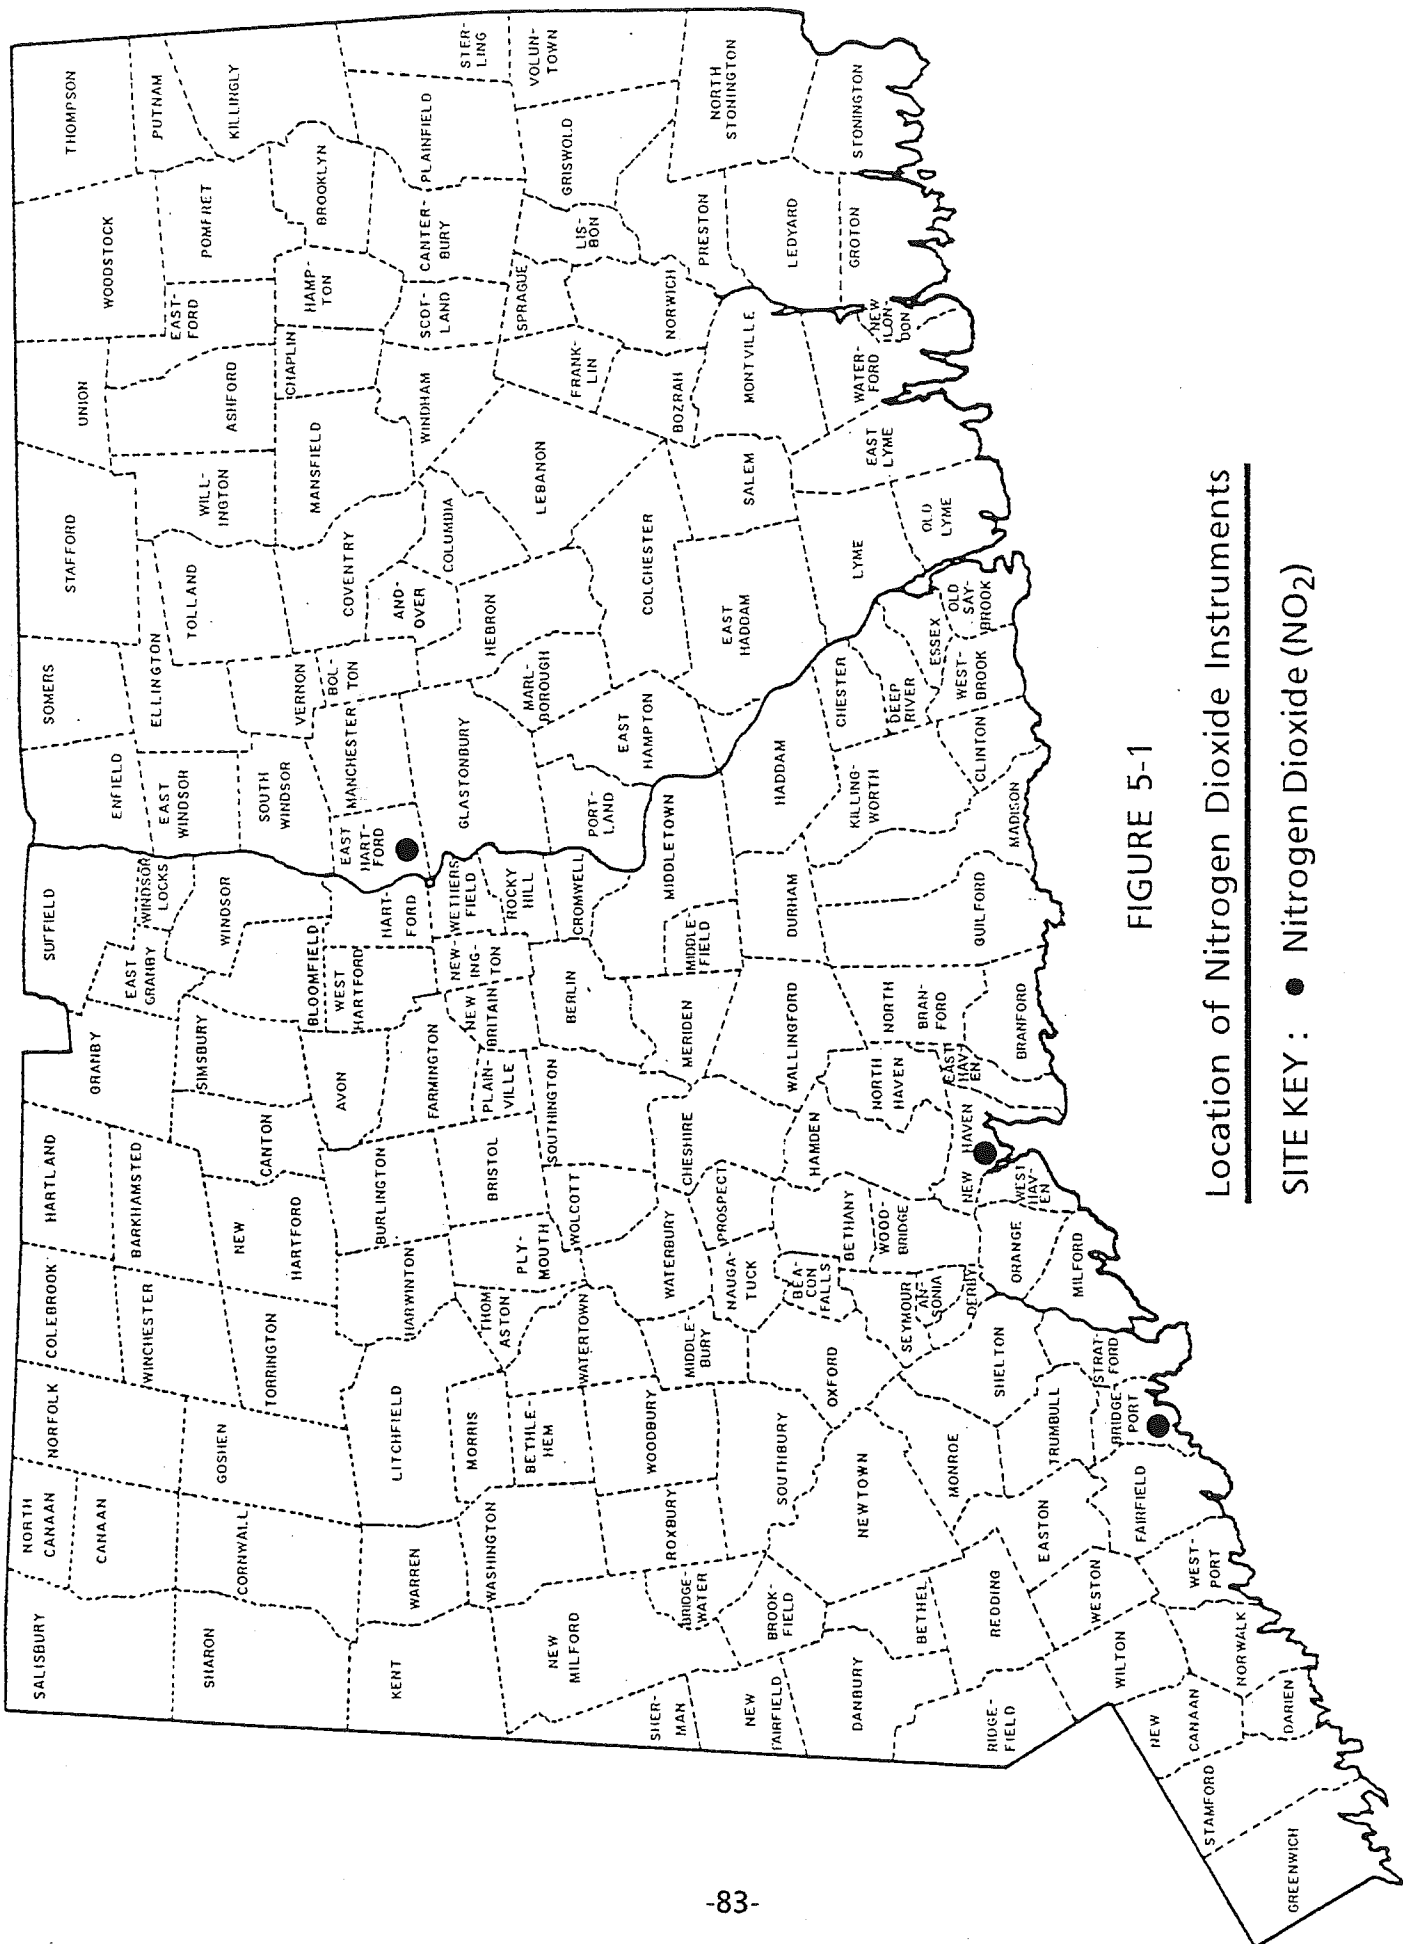 THOMPSON
PUTNAM
KILLINGLY
WOODSTOCK
POMFRET
BROOKLYN
EAST-
FORD
HAMP-
TON
UNION
ASHFORD
CHAPLIN
STAFFORD
WILL-
INGTON
MANSFIELD
TOLLAND
COVENTRY
SOMERS
ELLINGTON
VERNON
BOL-
TON
AND-
OVER
COLUMBIA
ENFIELD
EAST
WINDSOR
SOUTH
WINDSOR
MANCHESTER
EAST
HART-
FORD
SUFFIELD
WINDSOR
LOCKS
WINDSOR
EAST
GRANBY
BLOOMFIELD
WEST
HARTFORD
HART-
FORD
GRANBY
SIMSBURY
AVON
FARMINGTON
HARTLAND
BARKHAMSTED
CANTON
NEW
HARTFORD
BURLINGTON
BRISTOL
COLEBROOK
WINCHESTER
TORRINGTON
HARWINTON
PLY-
MOUTH
THOM
ASTON
NORFOLK
GOSHEN
LITCHFIELD
MORRIS
BETHLE-
HEM
WATERTOWN
NORTH
CANAAN
CANAAN
CORNWALL
WARREN
WASHINGTON
SALISBURY
SHARON
KENT
NEW
MILFORD
STER-
LING
VOLUN-
TOWN
PLAINFIELD
CANTER-
BURY
GRISWOLD
LIS-
BON
SCOT-
LAND
SPRAGUE
WINDHAM
FRANK-
LIN
NORWICH
BOZRAH
LEBANON
HEBRON
MARL-
BOROUGH
COLCHESTER
GLASTONBURY
EAST
HAMPTON
PORT-
LAND
WETHERS
FIELD
ROCKY
HILL
CROMWELL
NEW-
ING-
TON
NEW
BRITAIN
BERLIN
PLAIN-
VILLE
SOUTHINGTON
MIDDLETOWN
MIDDLE-
FIELD
MERIDEN
CHESHIRE
WOLCOTT
WATERBURY
PROSPECT
NAUGA-
TUCK
MIDDLE-
BURY
WOODBURY
ROXBURY
BRIDGE-
WATER
SOUTHBURY
BROOK-
FIELD
SHER-
MAN
NEW
FAIRFIELD
NORTH
STONINGTON
STONINGTON
PRESTON
LEDYARD
GROTON
MONTVILLE
NEW
LON
DON
WATER-
FORD
SALEM
EAST
LYME
LYME
OLD
LYME
EAST
HADDAM
HADDAM
CHESTER
DEEP
RIVER
ESSEX
OLD
SAY-
BROOK
WEST-
BROOK
CLINTON
KILLING-
WORTH
MADISON
DURHAM
GUILFORD
WALLINGFORD
NORTH
BRAN-
FORD
BRANFORD
NORTH
HAVEN
EAST
HAV
EN
HAMDEN
NEW
HAVEN
WEST
HAV-
EN
BETHANY
WOOD-
BRIDGE
ORANGE
MILFORD
BEA-
CON
FALLS
SEYMOUR
AN-
SONIA
DERBY
OXFORD
SHELTON
STRAT-
FORD
TRUMBULL
BRIDGE-
PORT
MONROE
NEWTOWN
EASTON
FAIRFIELD
BETHEL
REDDING
WESTON
WEST-
PORT
DANBURY
RIDGE-
FIELD
WILTON
NORWALK
NEW
CANAAN
DARIEN
STAMFORD
GREENWICH
FIGURE 5-1
Location of Nitrogen Dioxide Instruments
SITE KEY : ● Nitrogen Dioxide (NO₂)
-83-